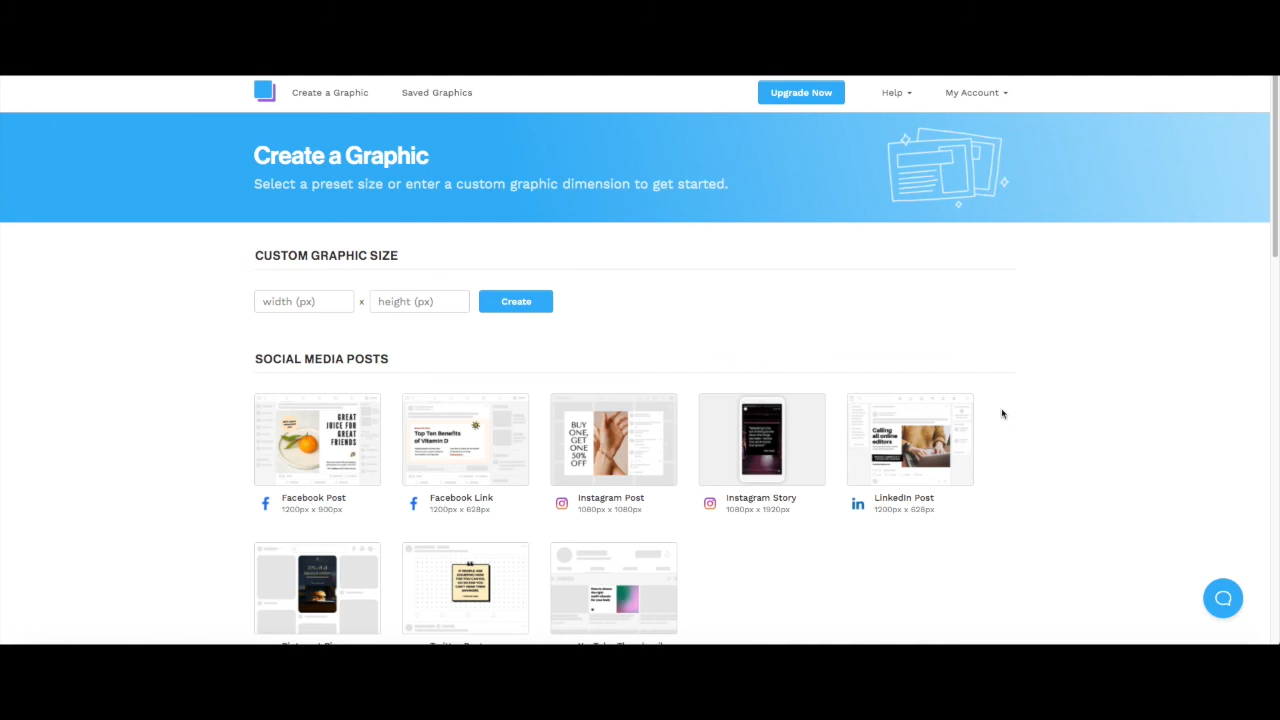 Create a Graphic
Saved Graphics
Upgrade Now
Help
My Account
Create a Graphic
Select a preset size or enter a custom graphic dimension to get started.
CUSTOM GRAPHIC SIZE
width (px)
x
height (px)
Create
SOCIAL MEDIA POSTS
GREAT
JUICE FOR
GREAT
FRIENDS
Top Ten Benefits
of Vitamin D
BUY
ONE,
GET
ONE
50%
OFF
Calling
all online
editors
Facebook Post
1200px x 900px
Facebook Link
1200px x 628px
Instagram Post
1080px x 1080px
Instagram Story
1080px x 1920px
LinkedIn Post
1200px x 628px